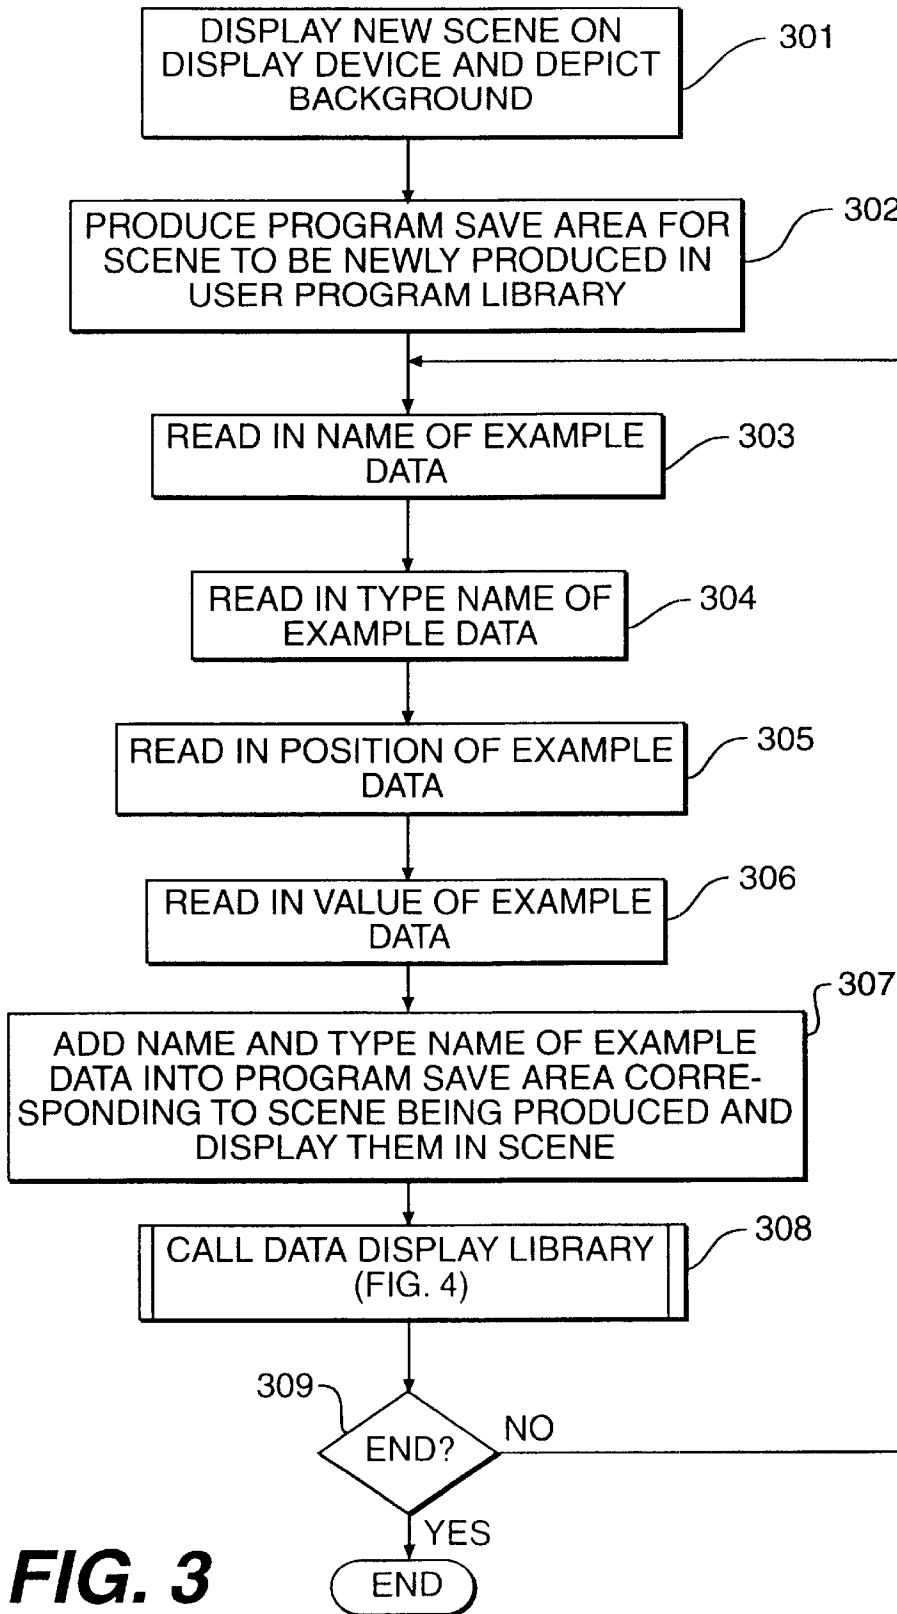 DISPLAY NEW SCENE ON
DISPLAY DEVICE AND DEPICT
BACKGROUND
301
PRODUCE PROGRAM SAVE AREA FOR
SCENE TO BE NEWLY PRODUCED IN
USER PROGRAM LIBRARY
302
READ IN NAME OF EXAMPLE
DATA
303
READ IN TYPE NAME OF
EXAMPLE DATA
304
READ IN POSITION OF EXAMPLE
DATA
305
READ IN VALUE OF EXAMPLE
DATA
306
307
ADD NAME AND TYPE NAME OF EXAMPLE
DATA INTO PROGRAM SAVE AREA CORRE-
SPONDING TO SCENE BEING PRODUCED AND
DISPLAY THEM IN SCENE
CALL DATA DISPLAY LIBRARY
(FIG. 4)
308
309
END?
NO
YES
END
FIG. 3